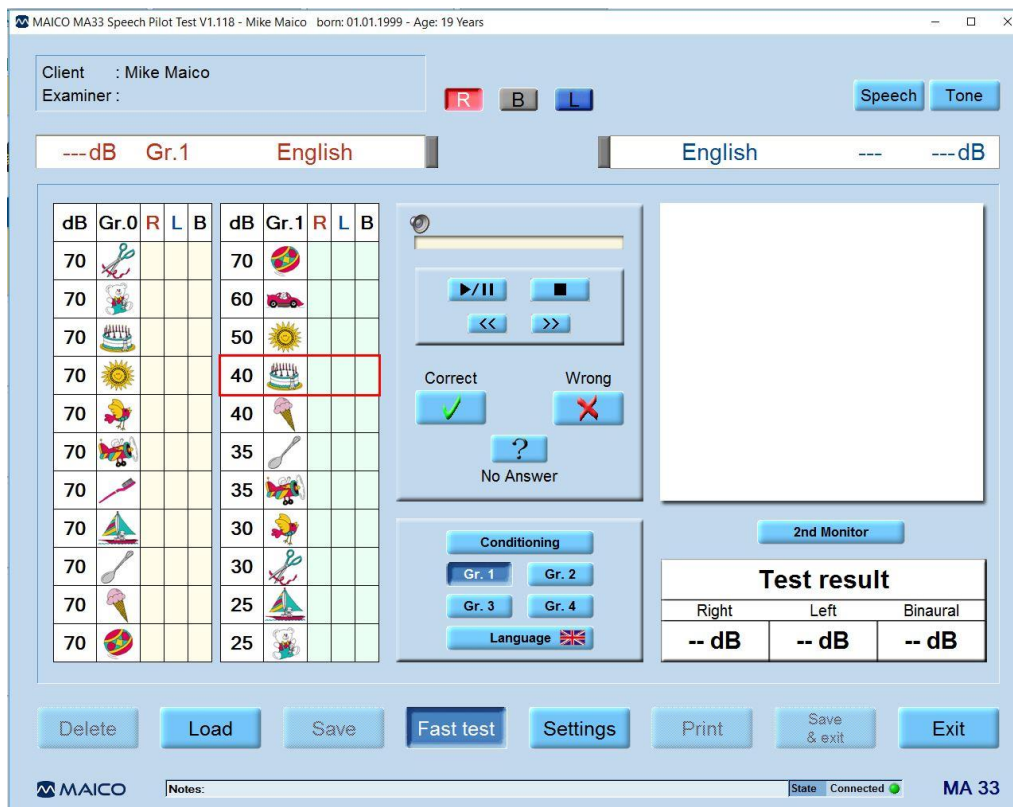 MAICO MA33 Speech Pilot Test V1.118 - Mike Maico born: 01.01.1999 - Age: 19 Years
Client : Mike Maico
Examiner :
R B L
Speech Tone
---dB Gr.1 English
English --- ---dB
dB Gr.0 R L B dB Gr.1 R L B
70 70
70 60
70 50
70 40
70 40
70 35
70 35
70 30
70 30
70 25
70 25
▶/II ■
<< >>
Correct Wrong
?
No Answer
Conditioning
Gr. 1 Gr. 2
Gr. 3 Gr. 4
Language
2nd Monitor
Test result
Right Left Binaural
-- dB -- dB -- dB
Delete Load Save Fast test Settings Print Save & exit Exit
MAICO Notes: State Connected MA 33